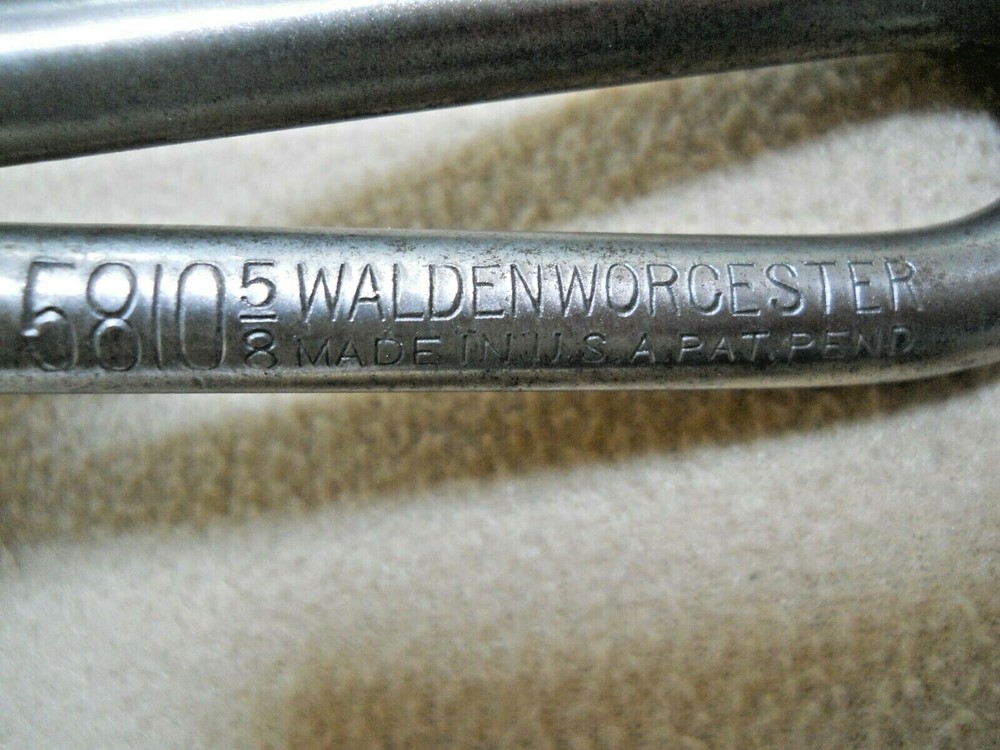 5810 5/8 WALDENWORCESTER
MADE IN U.S.A. PAT. PEND.